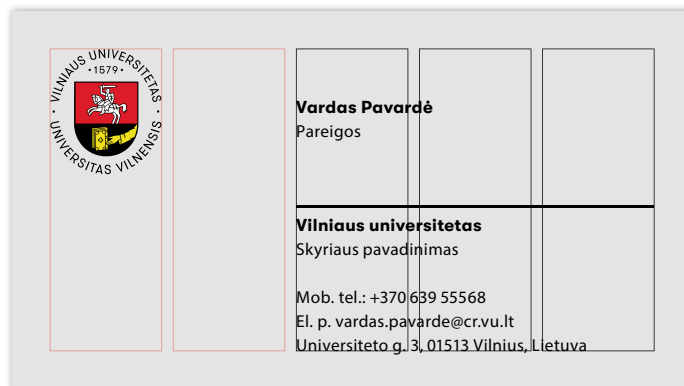 VILNIAUS UNIVERSITETAS
·1579·
UNIVERSITAS VILNENSIS
Vardas Pavardė
Pareigos
Vilniaus universitetas
Skyriaus pavadinimas
Mob. tel.: +370 639 55568
El. p. vardas.pavarde@cr.vu.lt
Universiteto g. 3, 01513 Vilnius, Lietuva